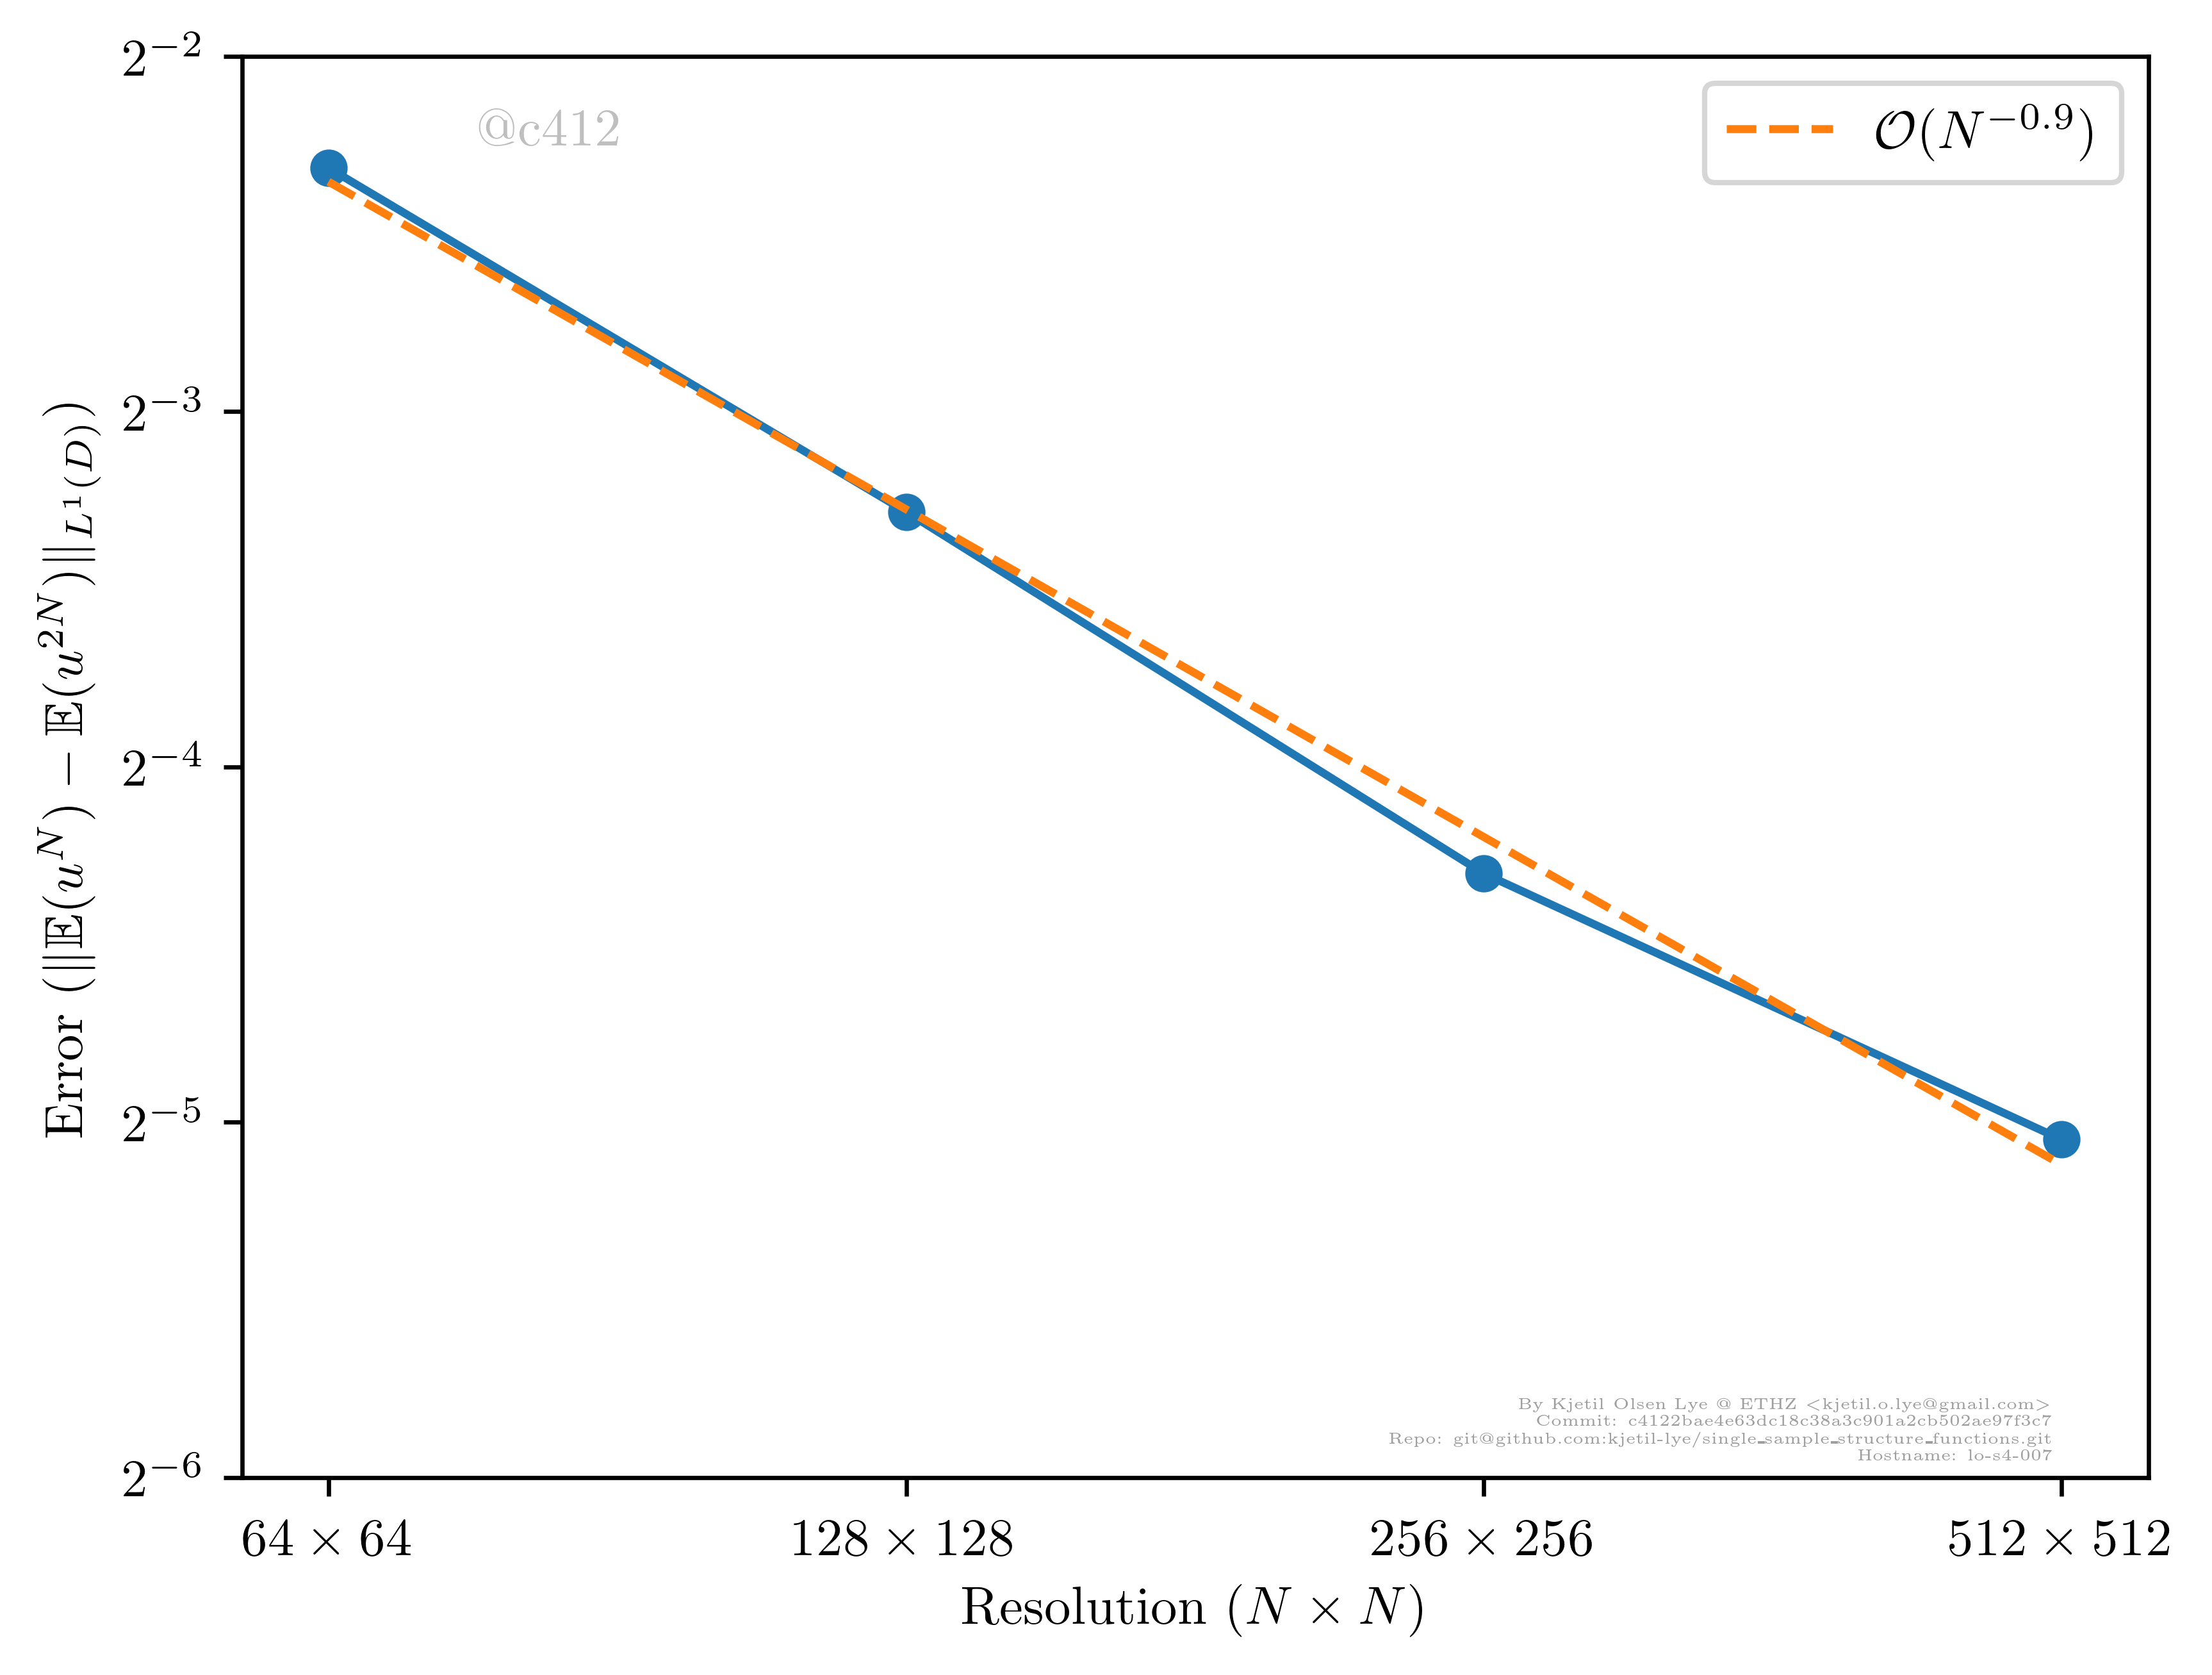 2^{-2}
@c412
O(N^{-0.9})
2^{-3}
2^{-4}
2^{-5}
2^{-6}
Error (||𝔼(u^N) − 𝔼(u^{2N})||_{L^1(D)})
By Kjetil Olsen Lye @ ETHZ <kjetil.o.lye@gmail.com>
Commit: c4122bae4e63dc18c38a3c901a2cb502ae97f3c7
Repo: git@github.com:kjetil-lye/single_sample_structure_functions.git
Hostname: lo-s4-007
64 × 64 128 × 128 256 × 256 512 × 512
Resolution (N × N)